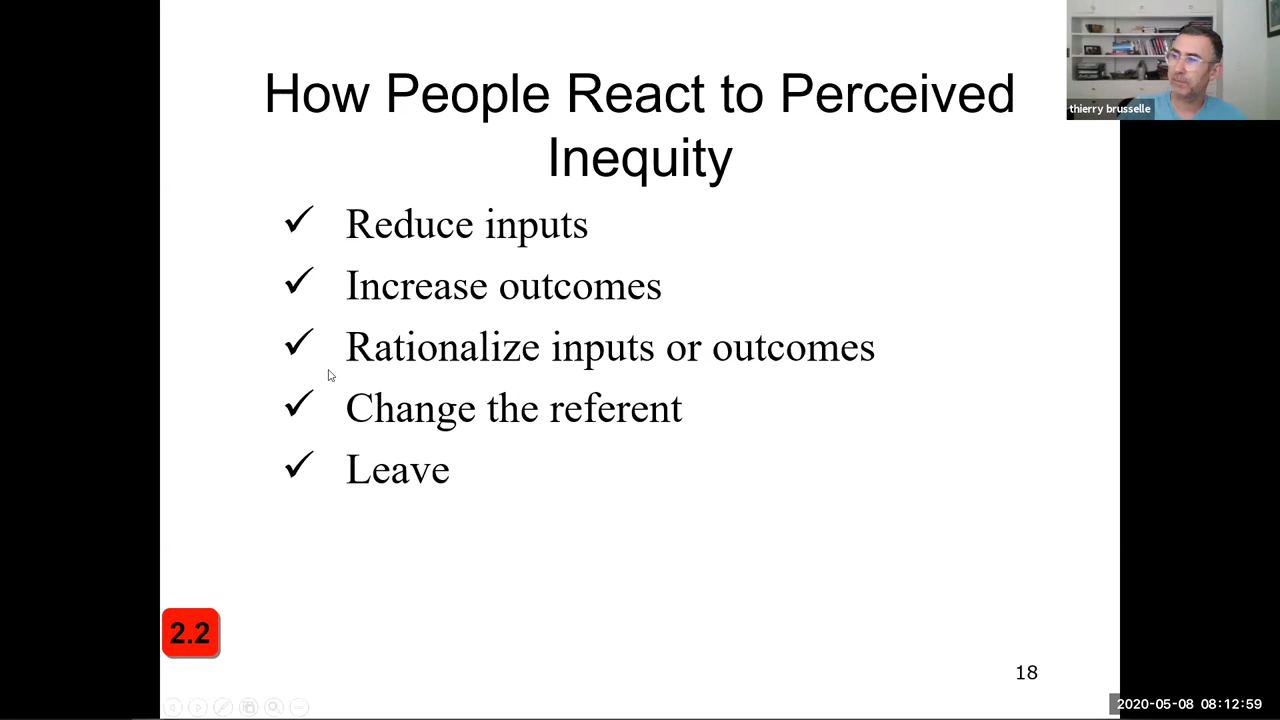 How People React to Perceived
Inequity
✓ Reduce inputs
✓ Increase outcomes
✓ Rationalize inputs or outcomes
✓ Change the referent
✓ Leave
thierry brusselle
2.2
18
2020-05-08 08:12:59